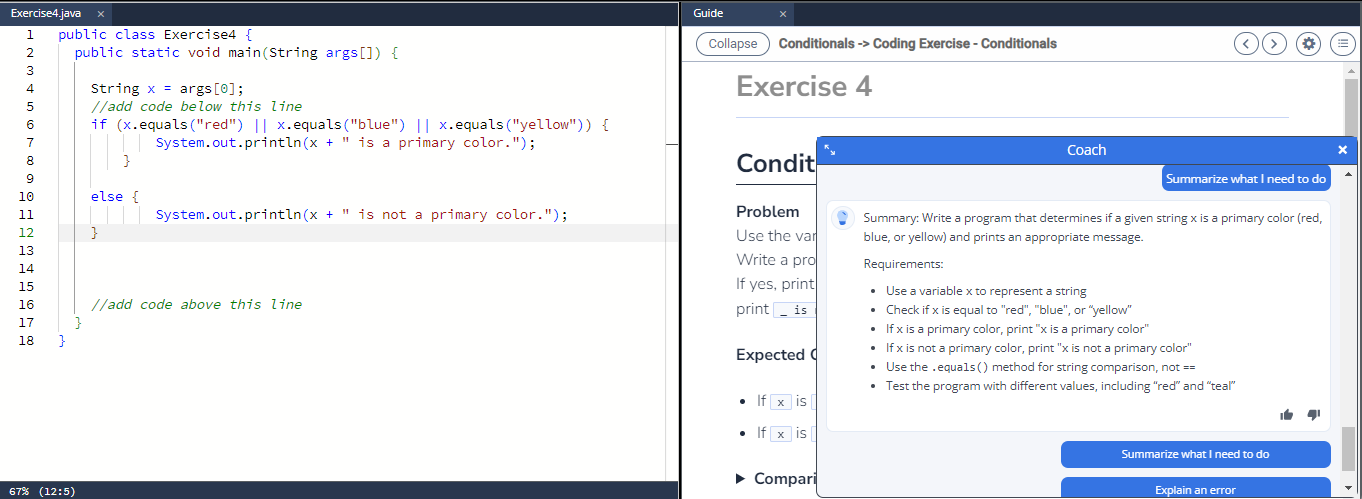 Exercise4.java ×
1 public class Exercise4 {
2 public static void main(String args[]) {
3
4 String x = args[0];
5 //add code below this line
6 if (x.equals("red") || x.equals("blue") || x.equals("yellow")) {
7 System.out.println(x + " is a primary color.");
8 }
9
10 else {
11 System.out.println(x + " is not a primary color.");
12 }
13
14
15
16 //add code above this line
17 }
18 }
67% (12:5)
Guide ×
Collapse Conditionals -> Coding Exercise - Conditionals
Exercise 4
Condit
Problem
Use the var
Write a pro
If yes, print
print _ is
Expected
If x is
If x is
Compari
Coach ×
Summarize what I need to do
Summary: Write a program that determines if a given string x is a primary color (red,
blue, or yellow) and prints an appropriate message.
Requirements:
• Use a variable x to represent a string
• Check if x is equal to "red", "blue", or “yellow”
• If x is a primary color, print "x is a primary color"
• If x is not a primary color, print "x is not a primary color"
• Use the .equals() method for string comparison, not ==
• Test the program with different values, including “red” and “teal”
Summarize what I need to do
Explain an error